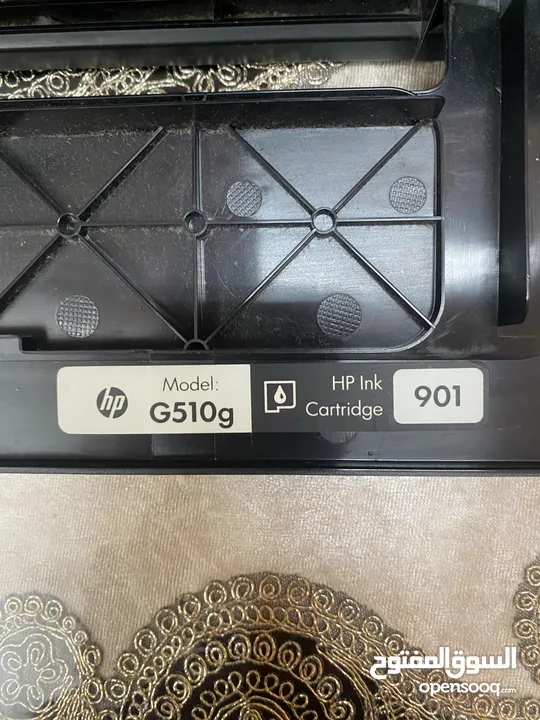 hp
Model:
G510g
HP Ink
Cartridge
901
السوق المفتوح
opensooq.com